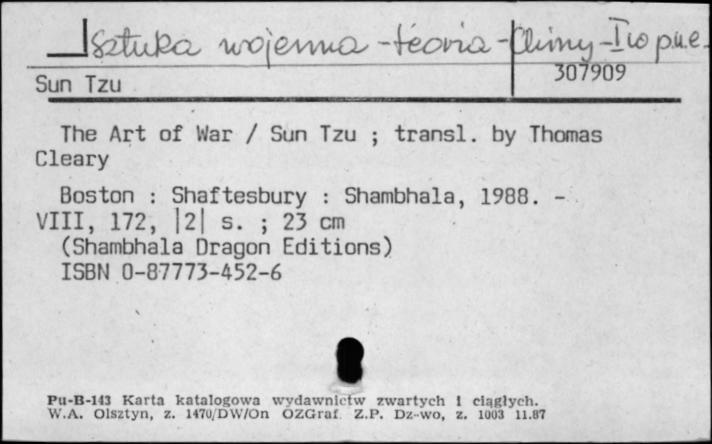 Sztuka wojenna - teoria - Chiny - I w p.n.e.
307909
Sun Tzu
The Art of War / Sun Tzu ; transl. by Thomas
Cleary
Boston : Shaftesbury : Shambhala, 1988. -
VIII, 172, |2| s. ; 23 cm
(Shambhala Dragon Editions)
ISBN 0-87773-452-6
Pu-B-143 Karta katalogowa wydawnictw zwartych i ciągłych.
W.A. Olsztyn, z. 1470/DW/On OZGraf. Z.P. Dz-wo, z. 1003 11.87